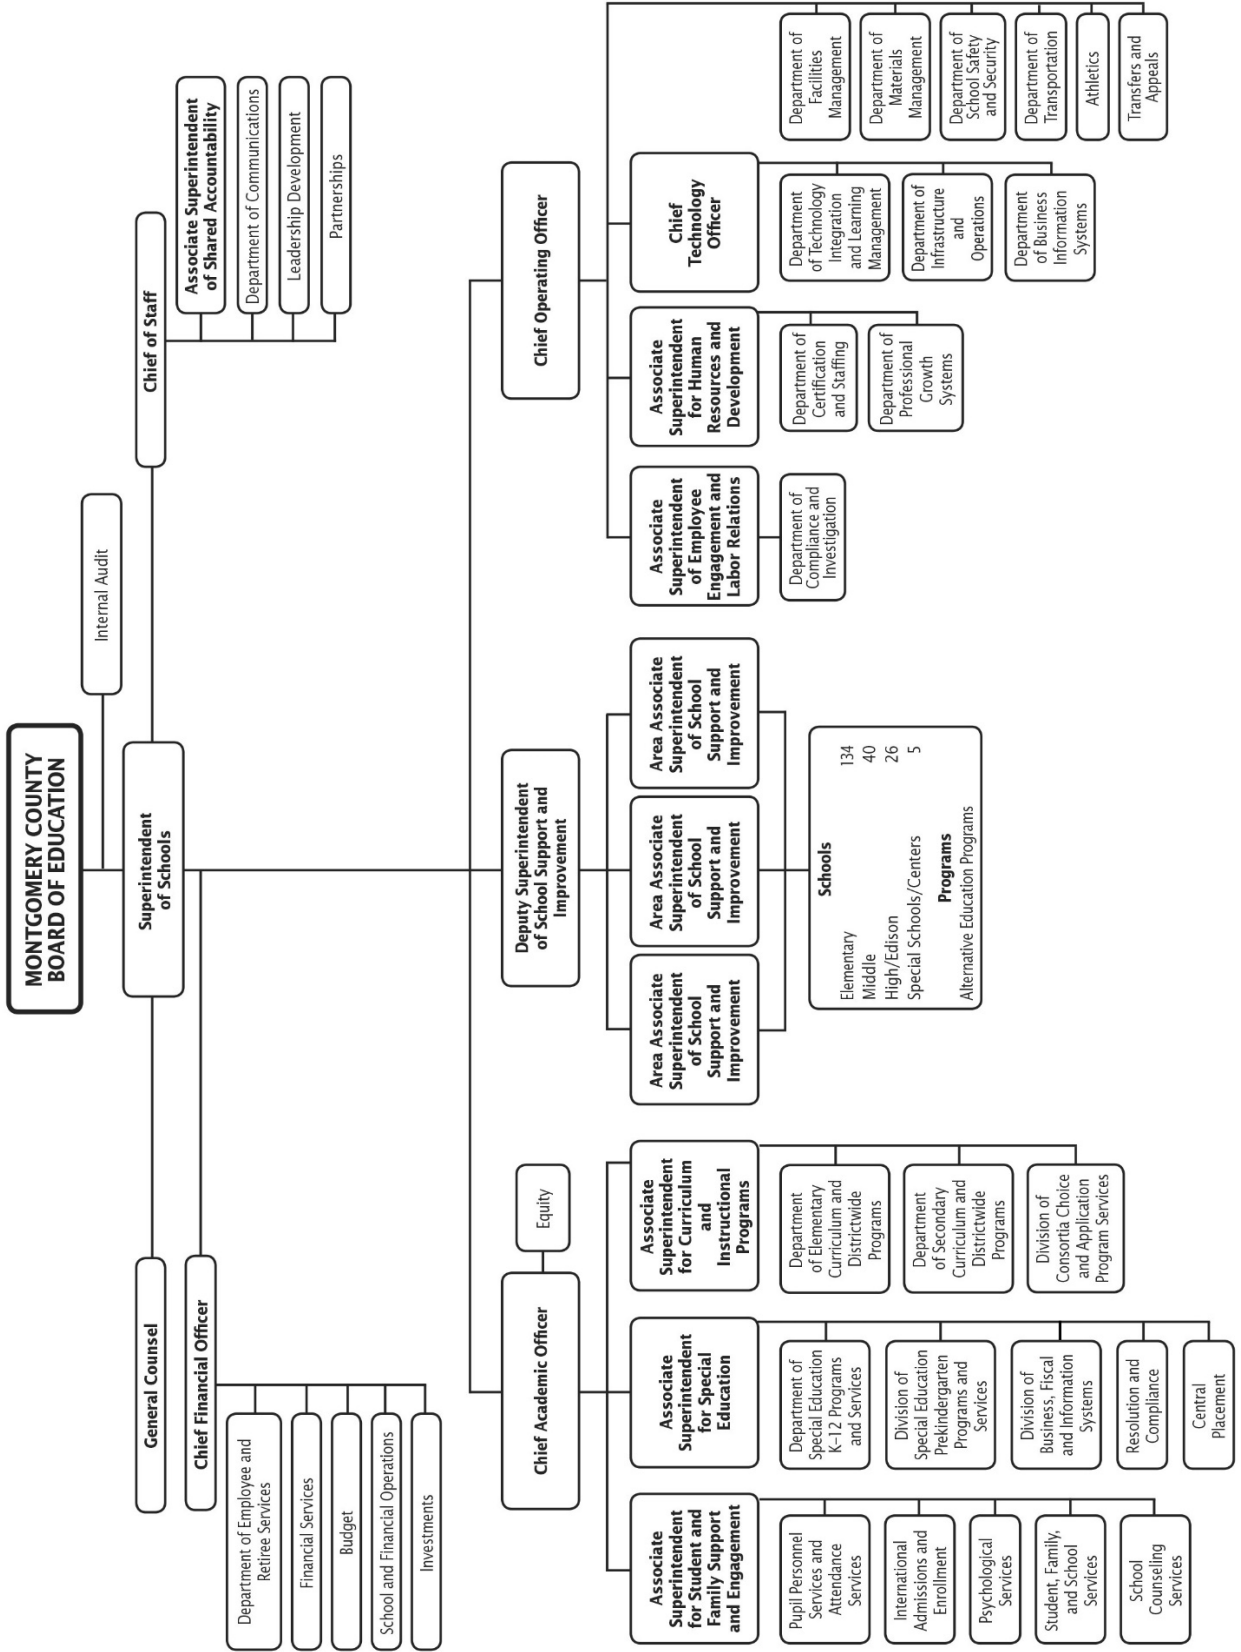 MONTGOMERY COUNTY
BOARD OF EDUCATION
Internal Audit
Superintendent
of Schools
General Counsel
Chief of Staff
Associate Superintendent
of Shared Accountability
Department of Communications
Leadership Development
Partnerships
Chief Financial Officer
Department of Employee and
Retiree Services
Financial Services
Budget
School and Financial Operations
Investments
Chief Academic Officer
Equity
Associate
Superintendent
for Student and
Family Support
and Engagement
Pupil Personnel
Services and
Attendance
Services
International
Admissions and
Enrollment
Psychological
Services
Student, Family,
and School
Services
School
Counseling
Services
Associate
Superintendent
for Special
Education
Department of
Special Education
K–12 Programs
and Services
Division of
Special Education
Prekindergarten
Programs and
Services
Division of
Business, Fiscal
and Information
Systems
Resolution and
Compliance
Central
Placement
Associate
Superintendent
for Curriculum
and
Instructional
Programs
Department
of Elementary
Curriculum and
Districtwide
Programs
Department
of Secondary
Curriculum and
Districtwide
Programs
Division of
Consortia Choice
and Application
Program Services
Deputy Superintendent
of School Support and
Improvement
Area Associate
Superintendent
of School
Support and
Improvement
Area Associate
Superintendent
of School
Support and
Improvement
Area Associate
Superintendent
of School
Support and
Improvement
Schools
Elementary 134
Middle 40
High/Edison 26
Special Schools/Centers 5
Programs
Alternative Education Programs
Chief Operating Officer
Associate
Superintendent
of Employee
Engagement and
Labor Relations
Department of
Compliance and
Investigation
Associate
Superintendent
for Human
Resources and
Development
Department of
Certification
and Staffing
Department of
Professional
Growth
Systems
Chief
Technology
Officer
Department
of Technology
Integration
and Learning
Management
Department of
Infrastructure
and
Operations
Department
of Business
Information
Systems
Department of
Facilities
Management
Department of
Materials
Management
Department of
School Safety
and Security
Department of
Transportation
Athletics
Transfers and
Appeals